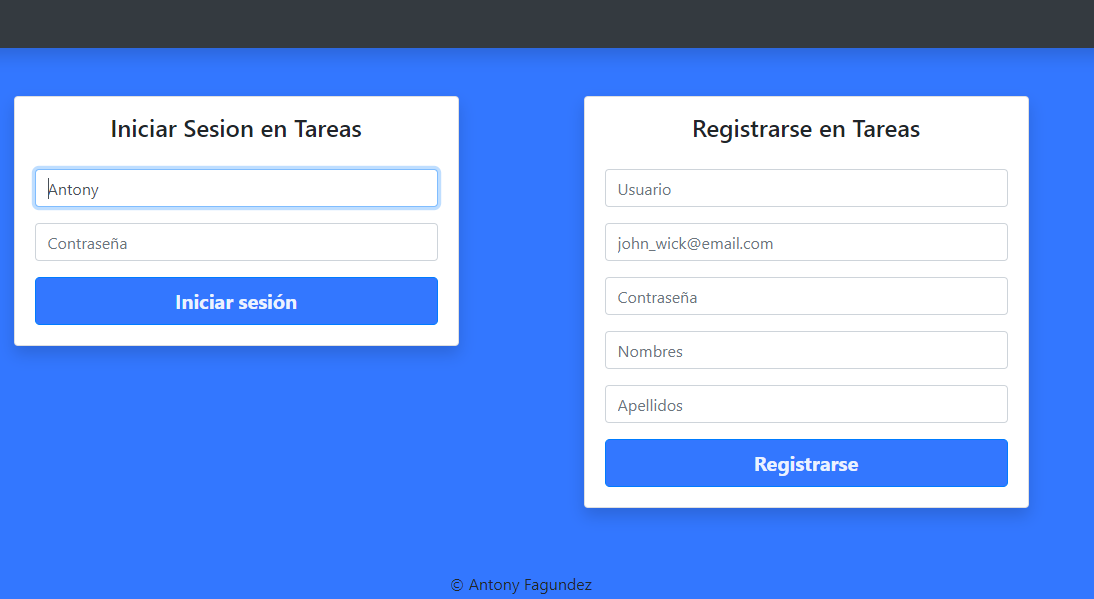 Iniciar Sesion en Tareas
Antony
Contraseña
Iniciar sesión
Registrarse en Tareas
Usuario
john_wick@email.com
Contraseña
Nombres
Apellidos
Registrarse
© Antony Fagundez